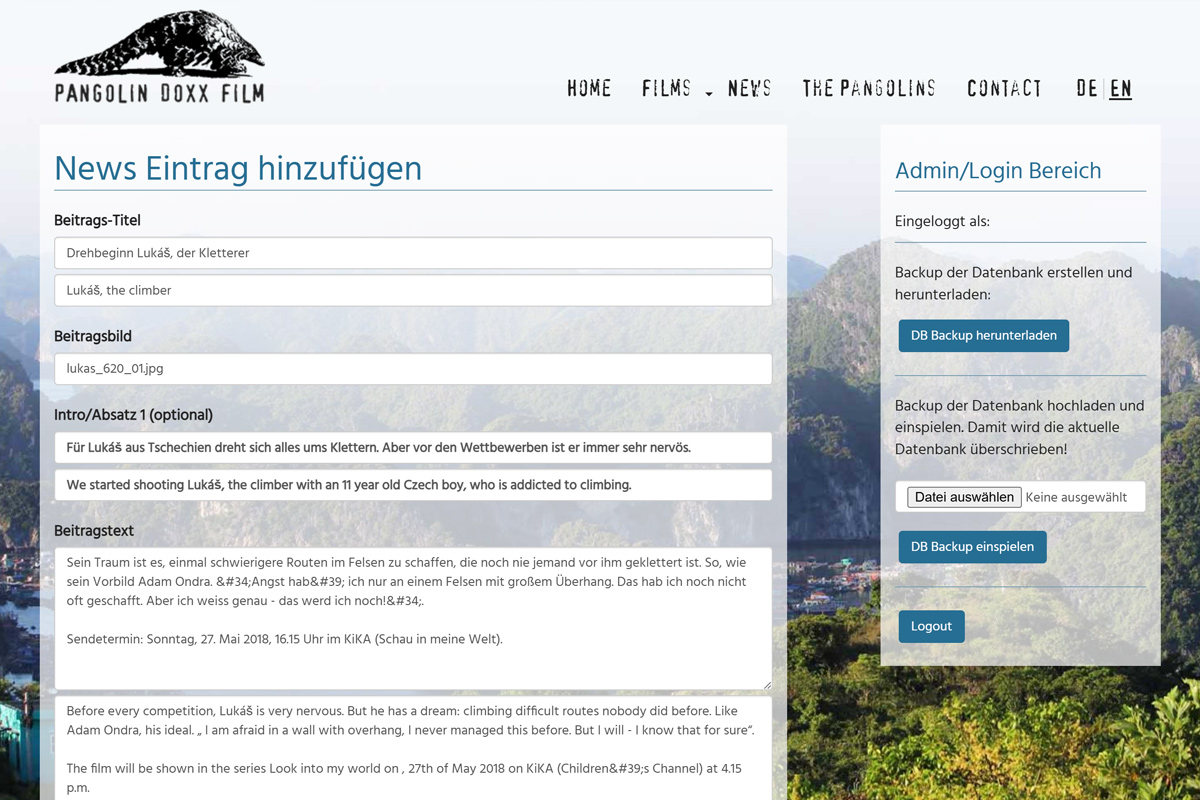 PANGOLIN DOXX FILM
HOME FILMS NEWS THE PANGOLINS CONTACT DE | EN
News Eintrag hinzufügen
Beitrags-Titel
Drehbeginn Lukáš, der Kletterer
Lukáš, the climber
Beitragsbild
lukas_620_01.jpg
Intro/Absatz 1 (optional)
Für Lukáš aus Tschechien dreht sich alles ums Klettern. Aber vor den Wettbewerben ist er immer sehr nervös.
We started shooting Lukáš, the climber with an 11 year old Czech boy, who is addicted to climbing.
Beitragstext
Sein Traum ist es, einmal schwierigere Routen im Felsen zu schaffen, die noch nie jemand vor ihm geklettert ist. So, wie
sein Vorbild Adam Ondra. &#34;Angst hab&#39; ich nur an einem Felsen mit großem Überhang. Das hab ich noch nicht
oft geschafft. Aber ich weiss genau - das werd ich noch!&#34;.
Sendetermin: Sonntag, 27. Mai 2018, 16.15 Uhr im KiKA (Schau in meine Welt).
Before every competition, Lukáš is very nervous. But he has a dream: climbing difficult routes nobody did before. Like
Adam Ondra, his ideal. „ I am afraid in a wall with overhang, I never managed this before. But I will - I know that for sure“.
The film will be shown in the series Look into my world on , 27th of May 2018 on KiKA (Children&#39;s Channel) at 4.15
p.m.
Admin/Login Bereich
Eingeloggt als:
Backup der Datenbank erstellen und
herunterladen:
DB Backup herunterladen
Backup der Datenbank hochladen und
einspielen. Damit wird die aktuelle
Datenbank überschrieben!
Datei auswählen Keine ausgewählt
DB Backup einspielen
Logout